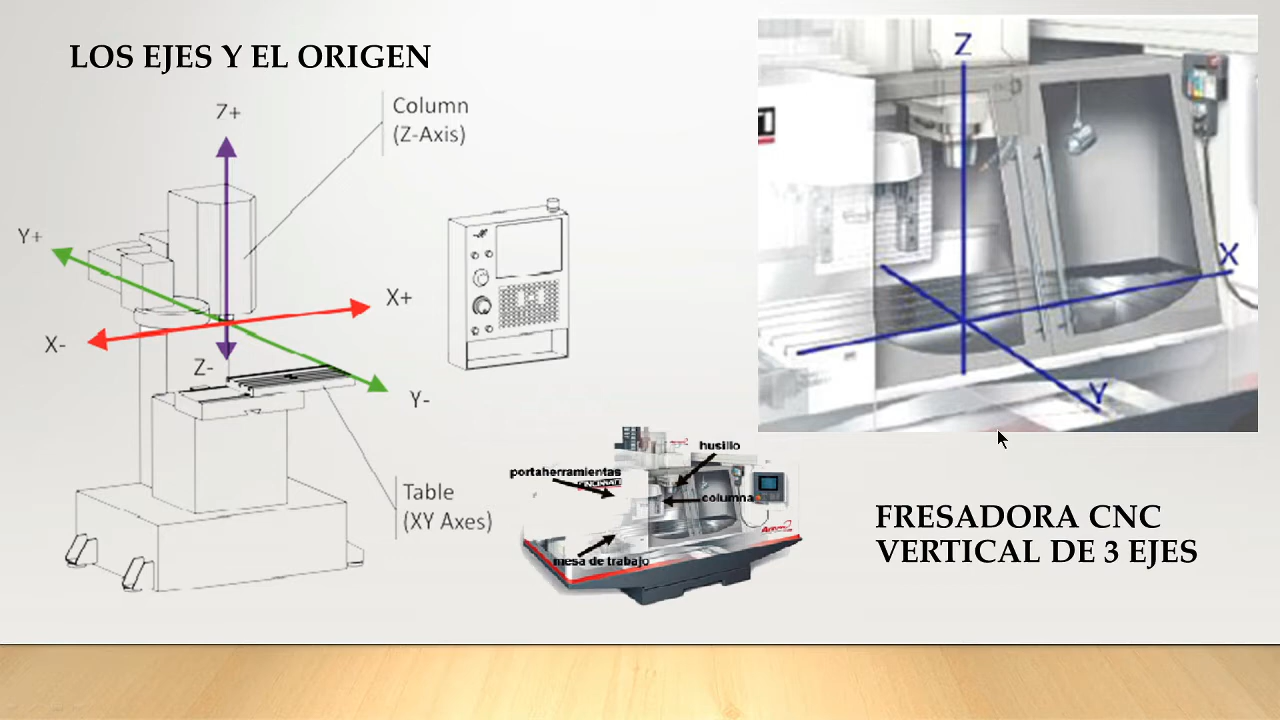 LOS EJES Y EL ORIGEN
Z+
Column
(Z-Axis)
Y+
X+
X-
Z-
Y-
Table
(XY Axes)
Z
X
Y
husillo
portaherramientas
CINCINNATI
columna
mesa de trabajo
FRESADORA CNC
VERTICAL DE 3 EJES